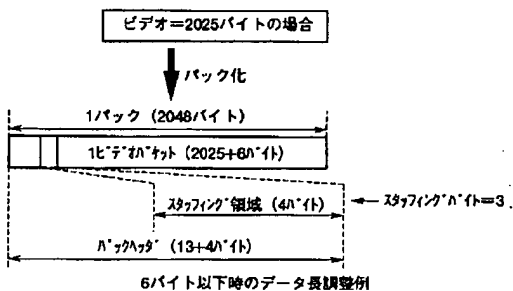 ビデオ＝2025バイトの場合
パック化
1パック（2048バイト）
1ﾋﾞﾃﾞｵﾊﾟｹｯﾄ（2025+6ﾊﾞｲﾄ）
ｽﾀｯﾌｨﾝｸﾞ領域（4ﾊﾞｲﾄ）
ｽﾀｯﾌｨﾝｸﾞﾊﾞｲﾄ＝3
ﾊﾟｯｸﾍｯﾀﾞ（13+4ﾊﾞｲﾄ）
6バイト以下時のデータ長調整例